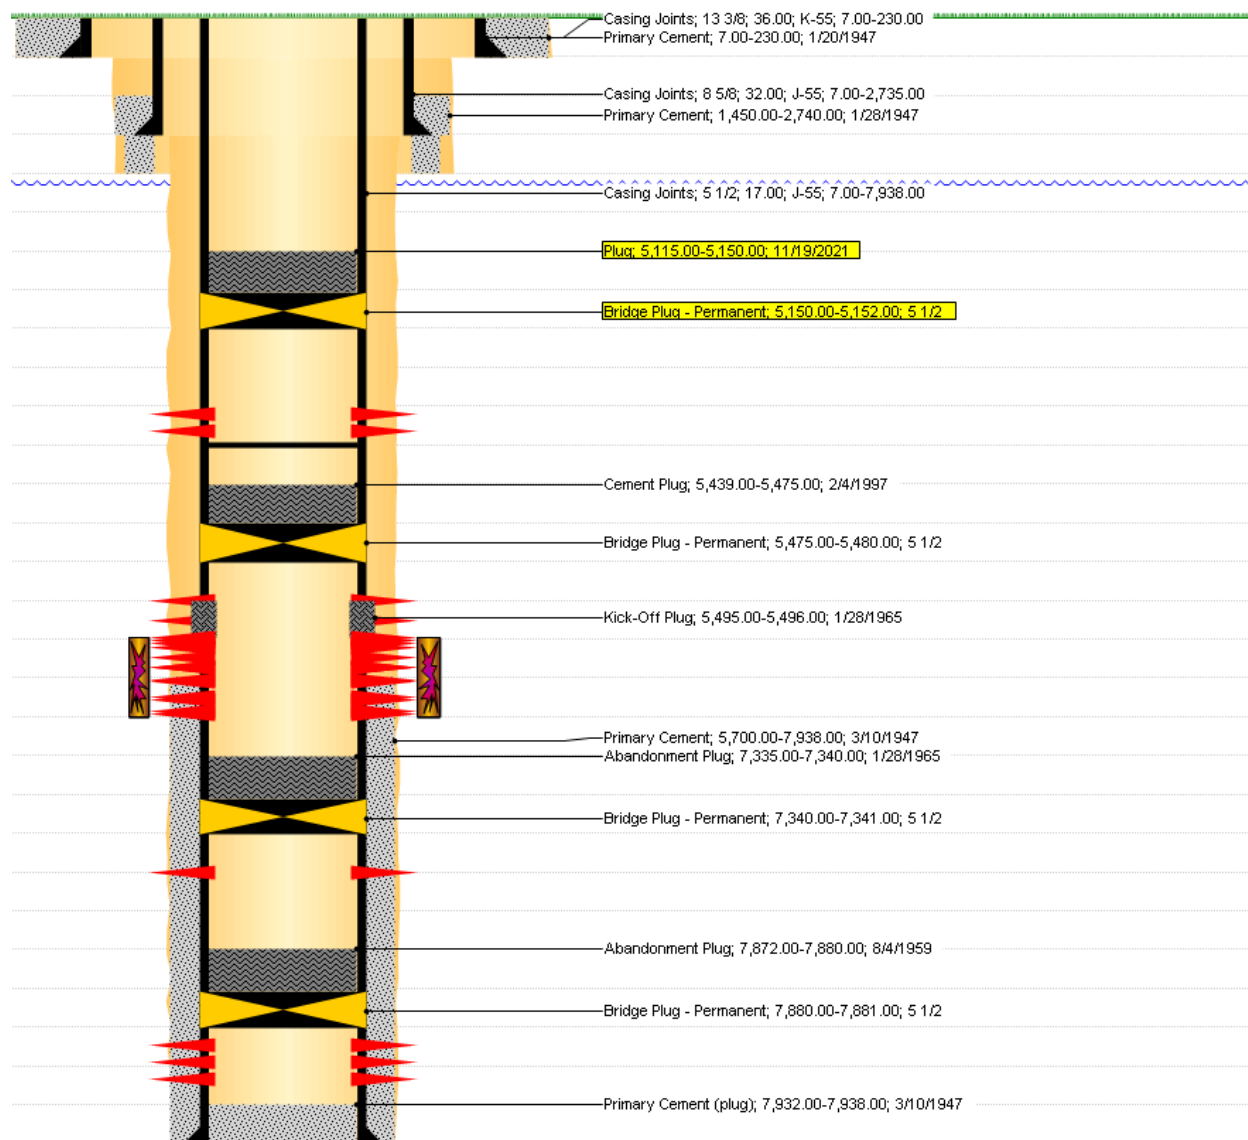 Casing Joints; 13 3/8; 36.00; K-55; 7.00-230.00
Primary Cement; 7.00-230.00; 1/20/1947
Casing Joints; 8 5/8; 32.00; J-55; 7.00-2,735.00
Primary Cement; 1,450.00-2,740.00; 1/28/1947
Casing Joints; 5 1/2; 17.00; J-55; 7.00-7,938.00
Plug; 5,115.00-5,150.00; 11/19/2021
Bridge Plug - Permanent; 5,150.00-5,152.00; 5 1/2
Cement Plug; 5,439.00-5,475.00; 2/4/1997
Bridge Plug - Permanent; 5,475.00-5,480.00; 5 1/2
Kick-Off Plug; 5,495.00-5,496.00; 1/28/1965
Primary Cement; 5,700.00-7,938.00; 3/10/1947
Abandonment Plug; 7,335.00-7,340.00; 1/28/1965
Bridge Plug - Permanent; 7,340.00-7,341.00; 5 1/2
Abandonment Plug; 7,872.00-7,880.00; 8/4/1959
Bridge Plug - Permanent; 7,880.00-7,881.00; 5 1/2
Primary Cement (plug); 7,932.00-7,938.00; 3/10/1947